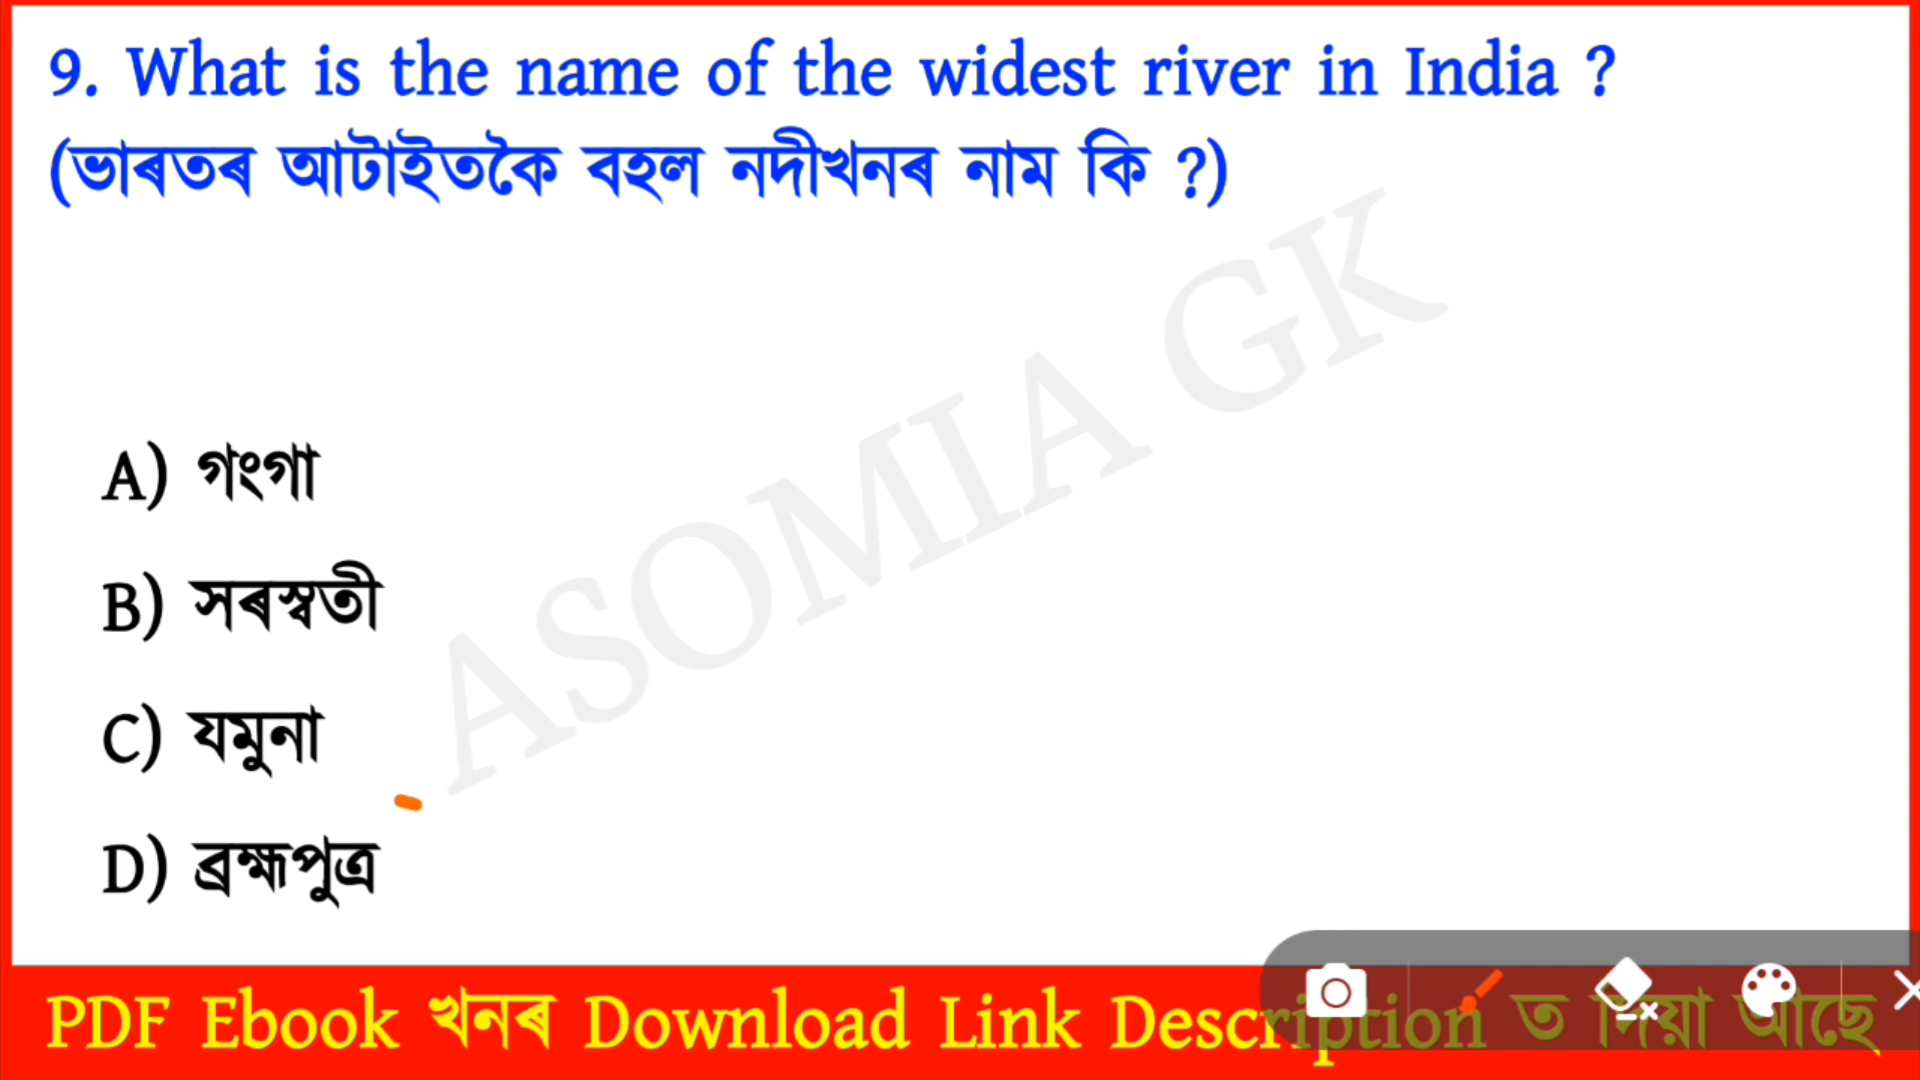 9. What is the name of the widest river in India ?
(ভাৰতৰ আটাইতকৈ বহল নদীখনৰ নাম কি ?)
ASOMIA GK
A) গংগা
B) সৰস্বতী
C) যমুনা
D) ব্ৰহ্মপুত্ৰ
PDF Ebook খনৰ Download Link Description ত দিয়া আছে